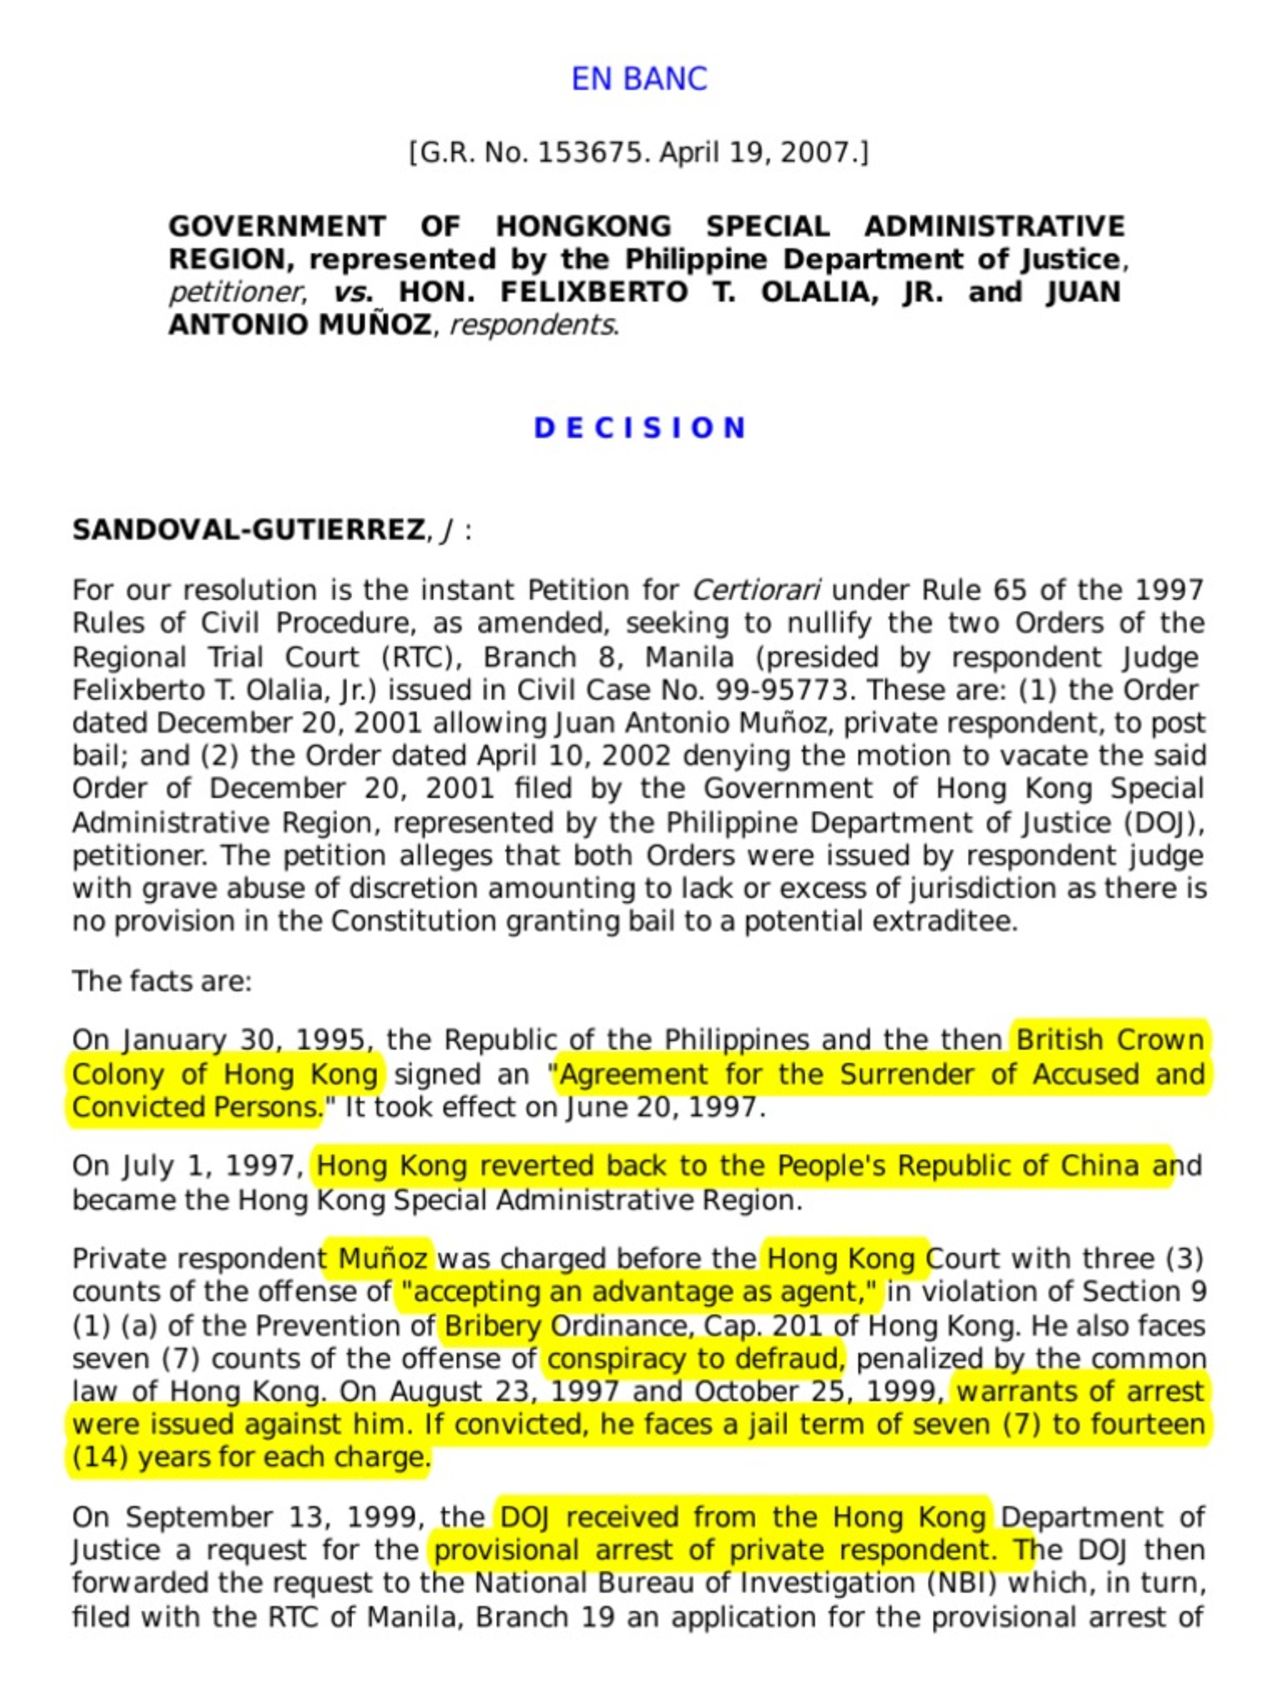 EN BANC
[G.R. No. 153675. April 19, 2007.]
GOVERNMENT OF HONGKONG SPECIAL ADMINISTRATIVE
REGION, represented by the Philippine Department of Justice,
petitioner, vs. HON. FELIXBERTO T. OLALIA, JR. and JUAN
ANTONIO MUÑOZ, respondents.
D E C I S I O N
SANDOVAL-GUTIERREZ, J :
For our resolution is the instant Petition for Certiorari under Rule 65 of the 1997
Rules of Civil Procedure, as amended, seeking to nullify the two Orders of the
Regional Trial Court (RTC), Branch 8, Manila (presided by respondent Judge
Felixberto T. Olalia, Jr.) issued in Civil Case No. 99-95773. These are: (1) the Order
dated December 20, 2001 allowing Juan Antonio Muñoz, private respondent, to post
bail; and (2) the Order dated April 10, 2002 denying the motion to vacate the said
Order of December 20, 2001 filed by the Government of Hong Kong Special
Administrative Region, represented by the Philippine Department of Justice (DOJ),
petitioner. The petition alleges that both Orders were issued by respondent judge
with grave abuse of discretion amounting to lack or excess of jurisdiction as there is
no provision in the Constitution granting bail to a potential extraditee.
The facts are:
On January 30, 1995, the Republic of the Philippines and the then British Crown
Colony of Hong Kong signed an "Agreement for the Surrender of Accused and
Convicted Persons." It took effect on June 20, 1997.
On July 1, 1997, Hong Kong reverted back to the People's Republic of China and
became the Hong Kong Special Administrative Region.
Private respondent Muñoz was charged before the Hong Kong Court with three (3)
counts of the offense of "accepting an advantage as agent," in violation of Section 9
(1) (a) of the Prevention of Bribery Ordinance, Cap. 201 of Hong Kong. He also faces
seven (7) counts of the offense of conspiracy to defraud, penalized by the common
law of Hong Kong. On August 23, 1997 and October 25, 1999, warrants of arrest
were issued against him. If convicted, he faces a jail term of seven (7) to fourteen
(14) years for each charge.
On September 13, 1999, the DOJ received from the Hong Kong Department of
Justice a request for the provisional arrest of private respondent. The DOJ then
forwarded the request to the National Bureau of Investigation (NBI) which, in turn,
filed with the RTC of Manila, Branch 19 an application for the provisional arrest of